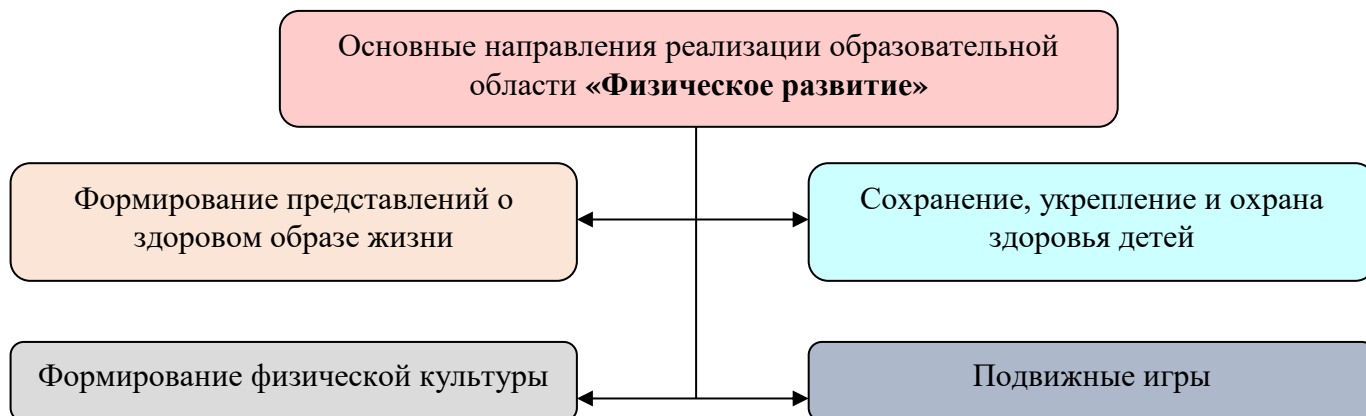 Основные направления реализации образовательной
области «Физическое развитие»
Формирование представлений о
здоровом образе жизни
Сохранение, укрепление и охрана
здоровья детей
Формирование физической культуры
Подвижные игры